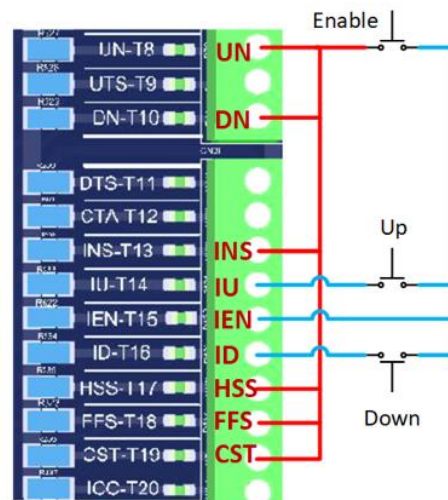 Enable
UN-T8 UN
UTS-T9
DN-T10 DN
DTS-T11
CTA-T12
INS-T13 INS
Up
IU-T14 IU
IEN-T15 IEN
ID-T16 ID
HSS-T17 HSS
FFS-T18 FFS
Down
CST-T19 CST
ICC-T20